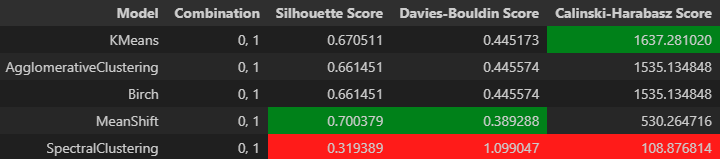 Model Combination Silhouette Score Davies-Bouldin Score Calinski-Harabasz Score
KMeans 0, 1 0.670511 0.445173 1637.281020
AgglomerativeClustering 0, 1 0.661451 0.445574 1535.134848
Birch 0, 1 0.661451 0.445574 1535.134848
MeanShift 0, 1 0.700379 0.389288 530.264716
SpectralClustering 0, 1 0.319389 1.099047 108.876814